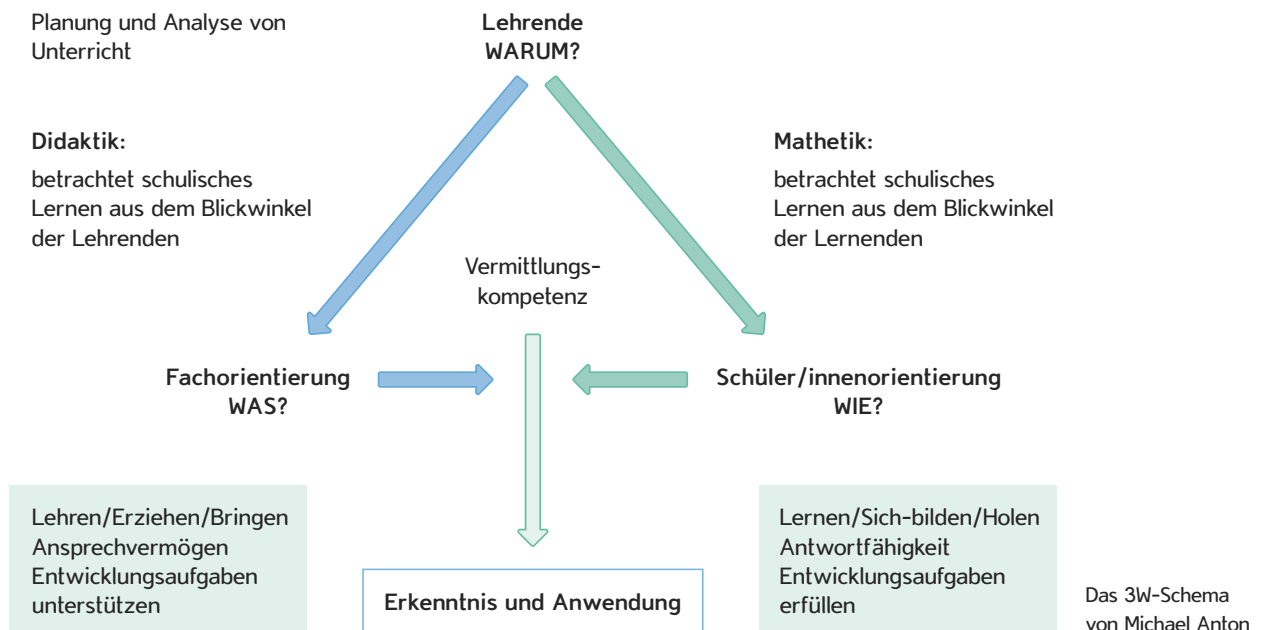 Planung und Analyse von
Unterricht
Lehrende
WARUM?
Didaktik:
betrachtet schulisches
Lernen aus dem Blickwinkel
der Lehrenden
Mathetik:
betrachtet schulisches
Lernen aus dem Blickwinkel
der Lernenden
Vermittlungs-
kompetenz
Fachorientierung
WAS?
Schüler/innenorientierung
WIE?
Lehren/Erziehen/Bringen
Ansprechvermögen
Entwicklungsaufgaben
unterstützen
Erkenntnis und Anwendung
Lernen/Sich-bilden/Holen
Antwortfähigkeit
Entwicklungsaufgaben
erfüllen
Das 3W-Schema
von Michael Anton